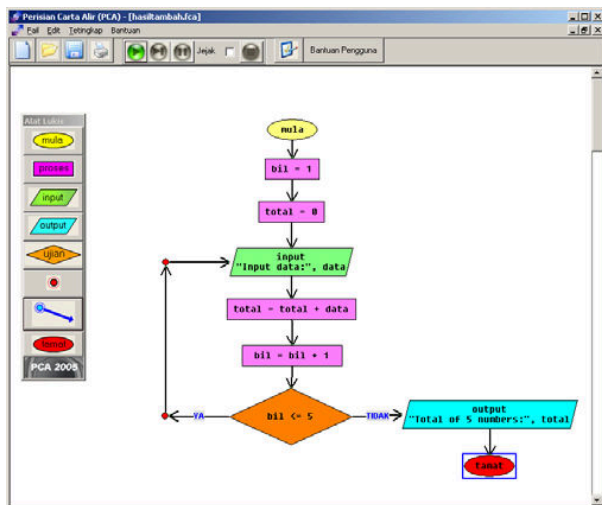 Perisian Carta Alir (PCA) - [hasiltambah.fca]
Fail Edit Tetingkap Bantuan
Jejak Bantuan Pengguna
Alat Lukis
mula
proses
input
output
ujian
tamat
PCA 2005
mula
bil = 1
total = 0
input
"Input data:", data
total = total + data
bil = bil + 1
bil <= 5
YA
TIDAK
output
"Total of 5 numbers:", total
tamat